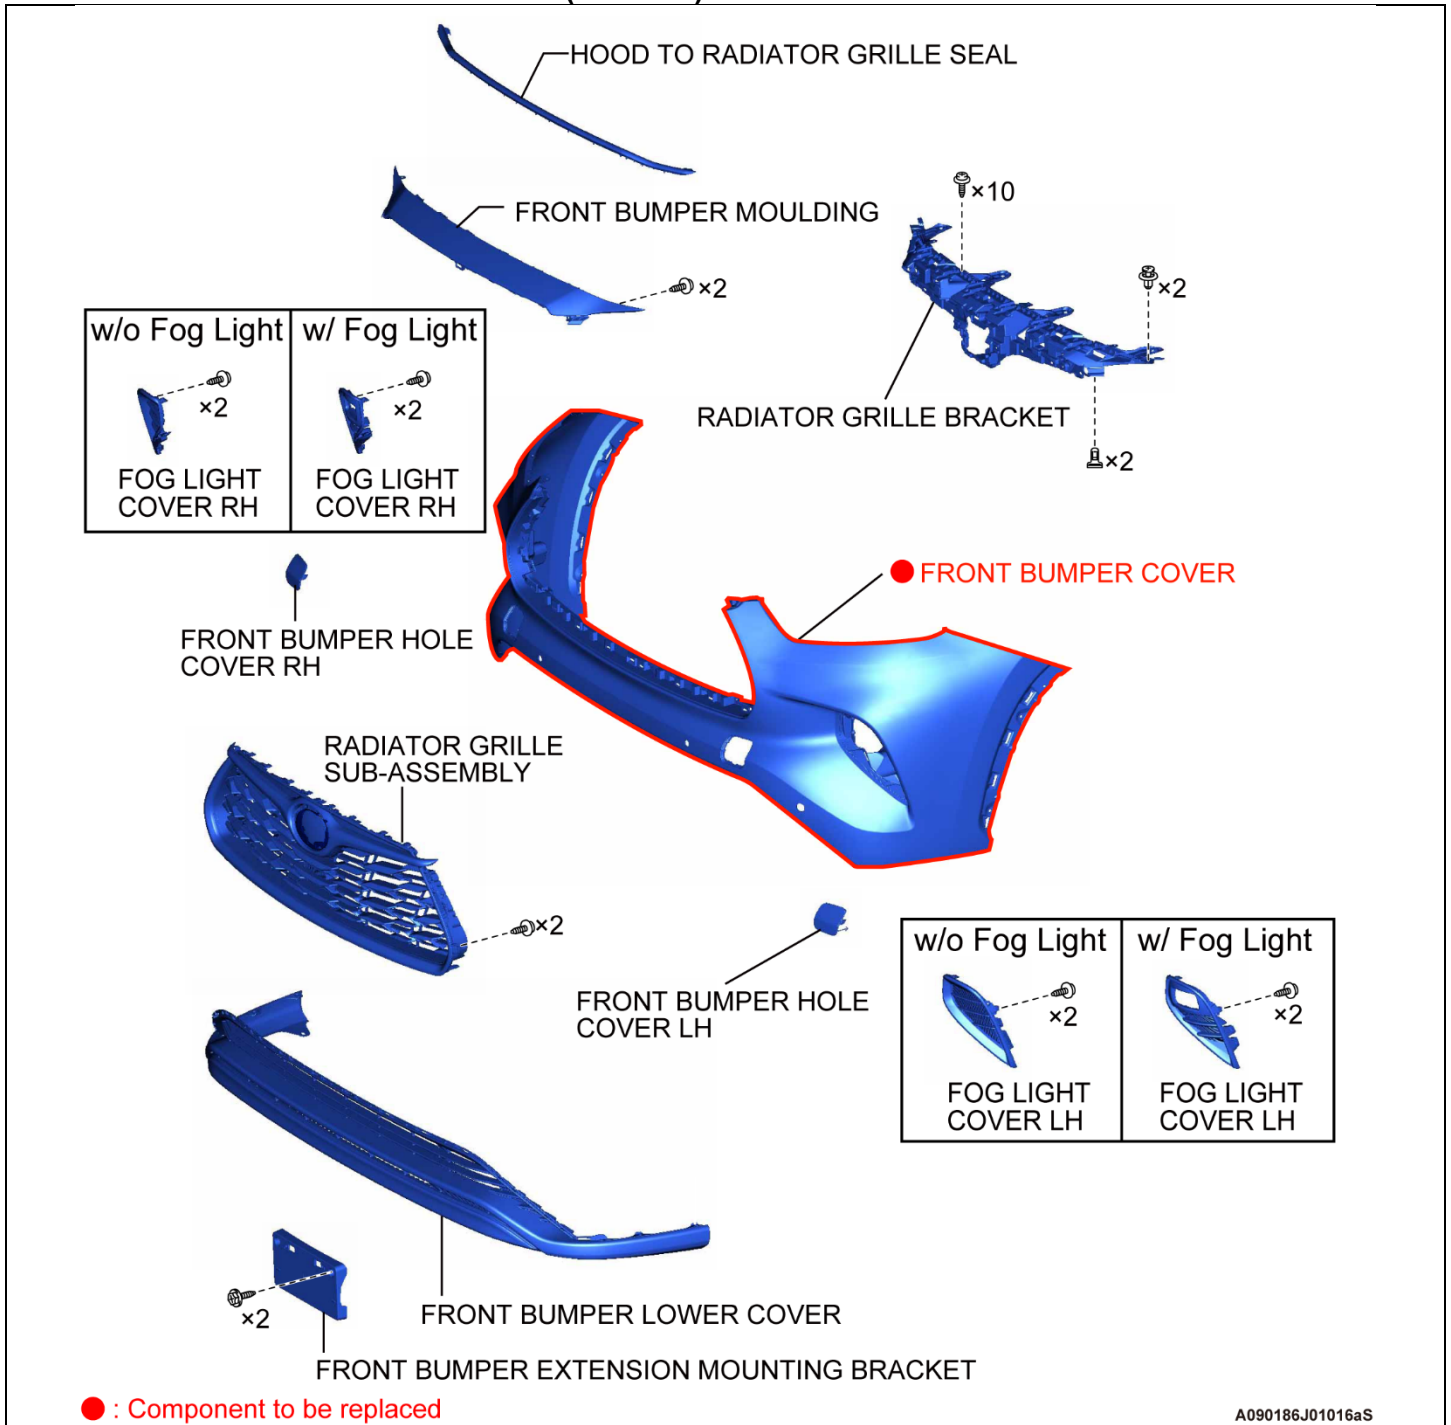 HOOD TO RADIATOR GRILLE SEAL
×10
FRONT BUMPER MOULDING
×2
×2
w/o Fog Light
w/ Fog Light
×2
×2
FOG LIGHT
COVER RH
FOG LIGHT
COVER RH
RADIATOR GRILLE BRACKET
×2
FRONT BUMPER COVER
FRONT BUMPER HOLE
COVER RH
RADIATOR GRILLE
SUB-ASSEMBLY
×2
FRONT BUMPER HOLE
COVER LH
w/o Fog Light
w/ Fog Light
×2
×2
FOG LIGHT
COVER LH
FOG LIGHT
COVER LH
×2
FRONT BUMPER LOWER COVER
FRONT BUMPER EXTENSION MOUNTING BRACKET
: Component to be replaced
A090186J01016aS